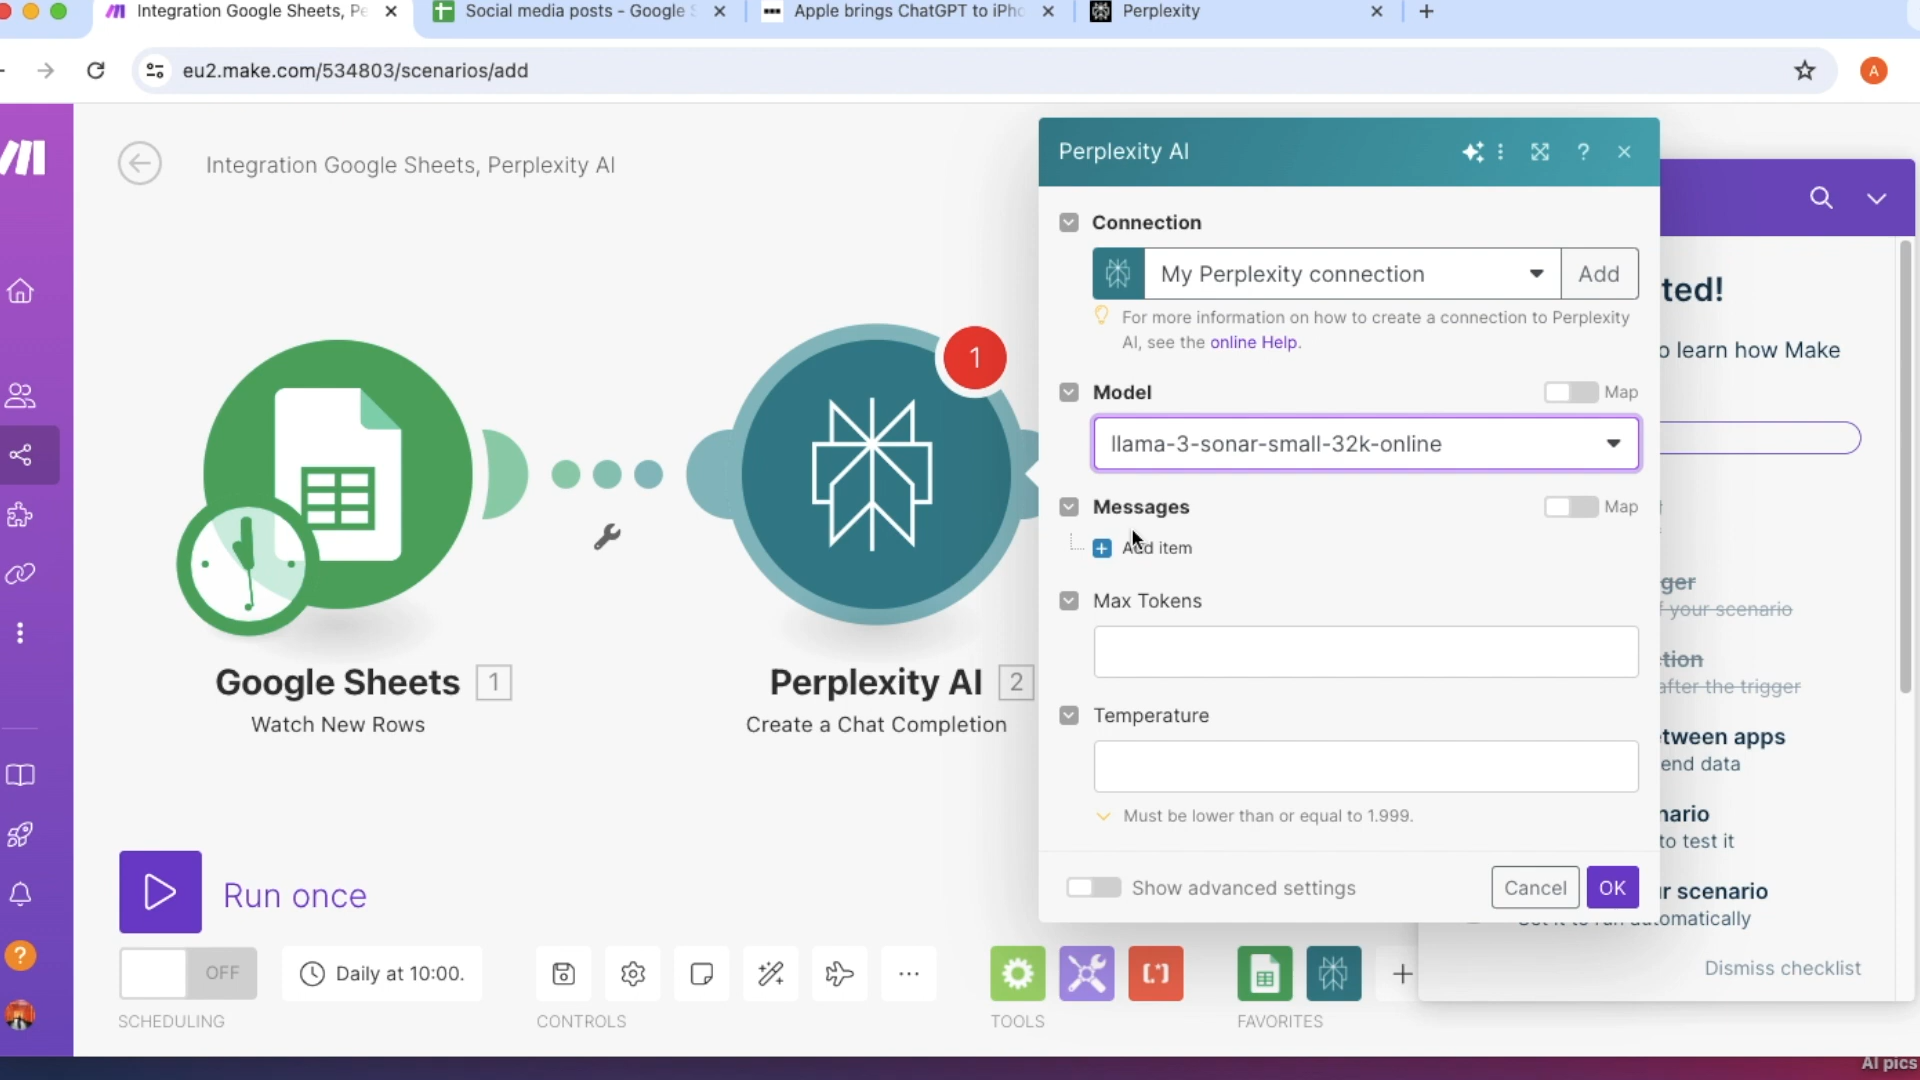 Integration Google Sheets, Pe
Social media posts - Google S
Apple brings ChatGPT to iPho
Perplexity
eu2.make.com/534803/scenarios/add
A
Integration Google Sheets, Perplexity AI
Perplexity AI
?
Connection
My Perplexity connection
Add
For more information on how to create a connection to Perplexity
AI, see the online Help.
Model
Map
llama-3-sonar-small-32k-online
Messages
Map
Add item
Max Tokens
Temperature
Must be lower than or equal to 1.999.
Show advanced settings
Cancel
OK
1
Google Sheets 1
Watch New Rows
Perplexity AI 2
Create a Chat Completion
ted!
o learn how Make
ger
f your scenario
tion
after the trigger
etween apps
end data
nario
to test it
ur scenario
automatically
Dismiss checklist
Run once
OFF
Daily at 10:00.
SCHEDULING
CONTROLS
TOOLS
FAVORITES
?
AI pics